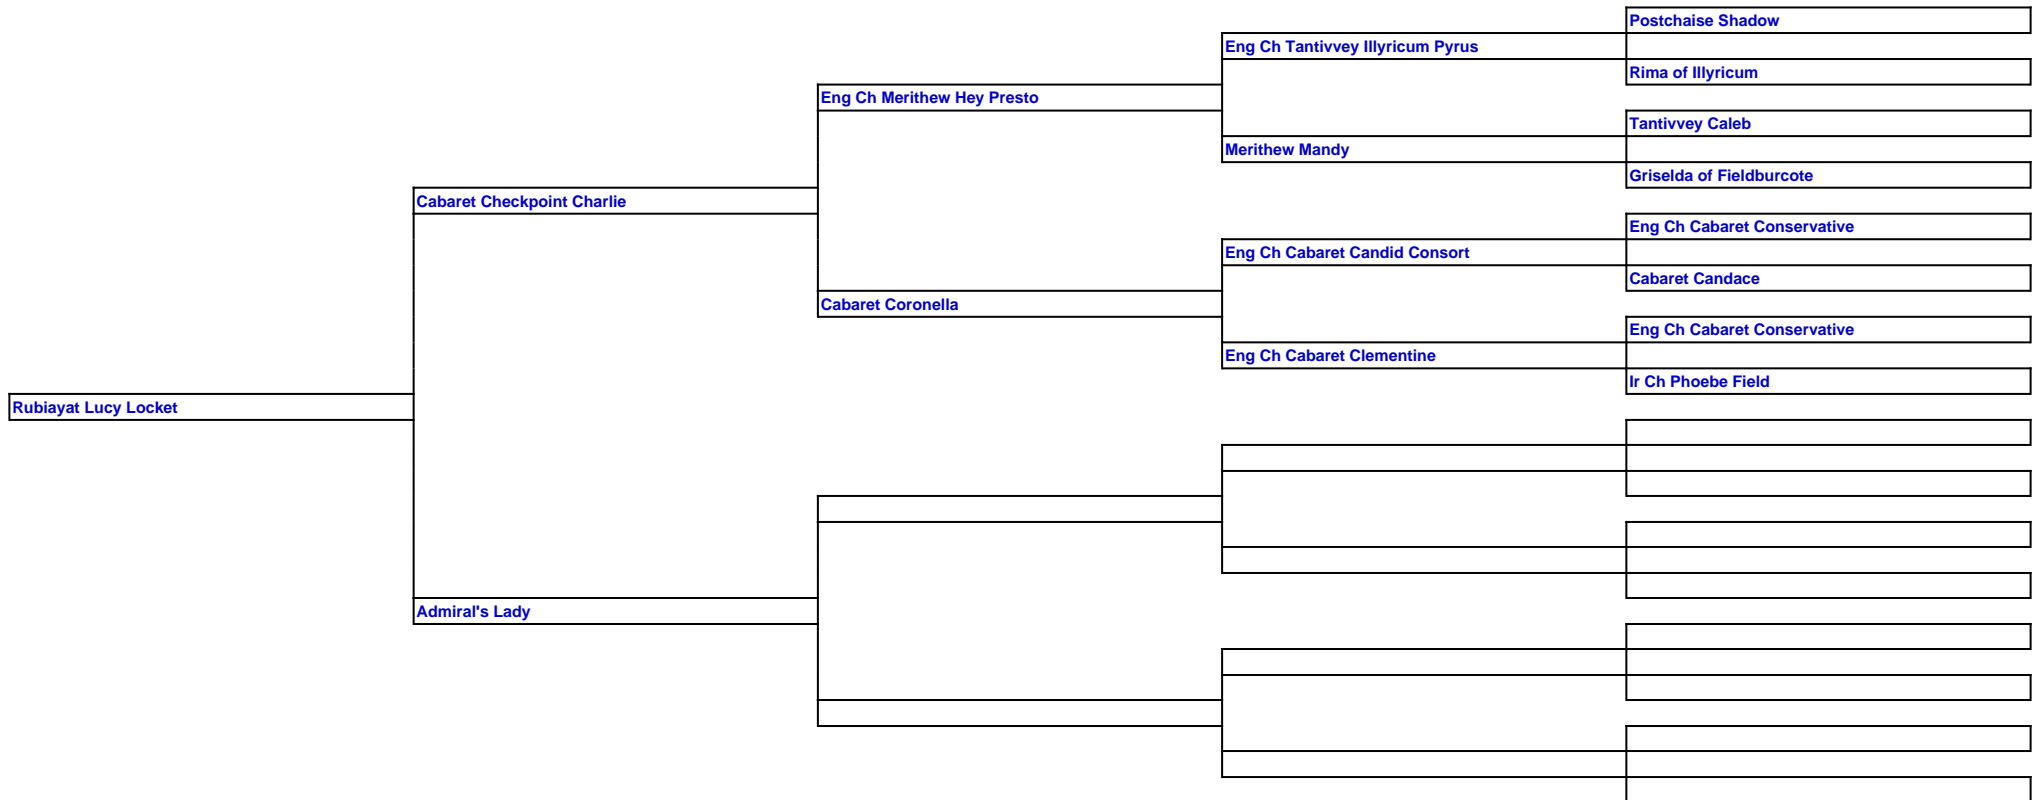 Postchaise Shadow
Eng Ch Tantivvey Illyricum Pyrus
Rima of Illyricum
Eng Ch Merithew Hey Presto
Tantivvey Caleb
Merithew Mandy
Griselda of Fieldburcote
Cabaret Checkpoint Charlie
Eng Ch Cabaret Conservative
Eng Ch Cabaret Candid Consort
Cabaret Candace
Cabaret Coronella
Eng Ch Cabaret Conservative
Eng Ch Cabaret Clementine
Ir Ch Phoebe Field
Rubiayat Lucy Locket
Admiral's Lady